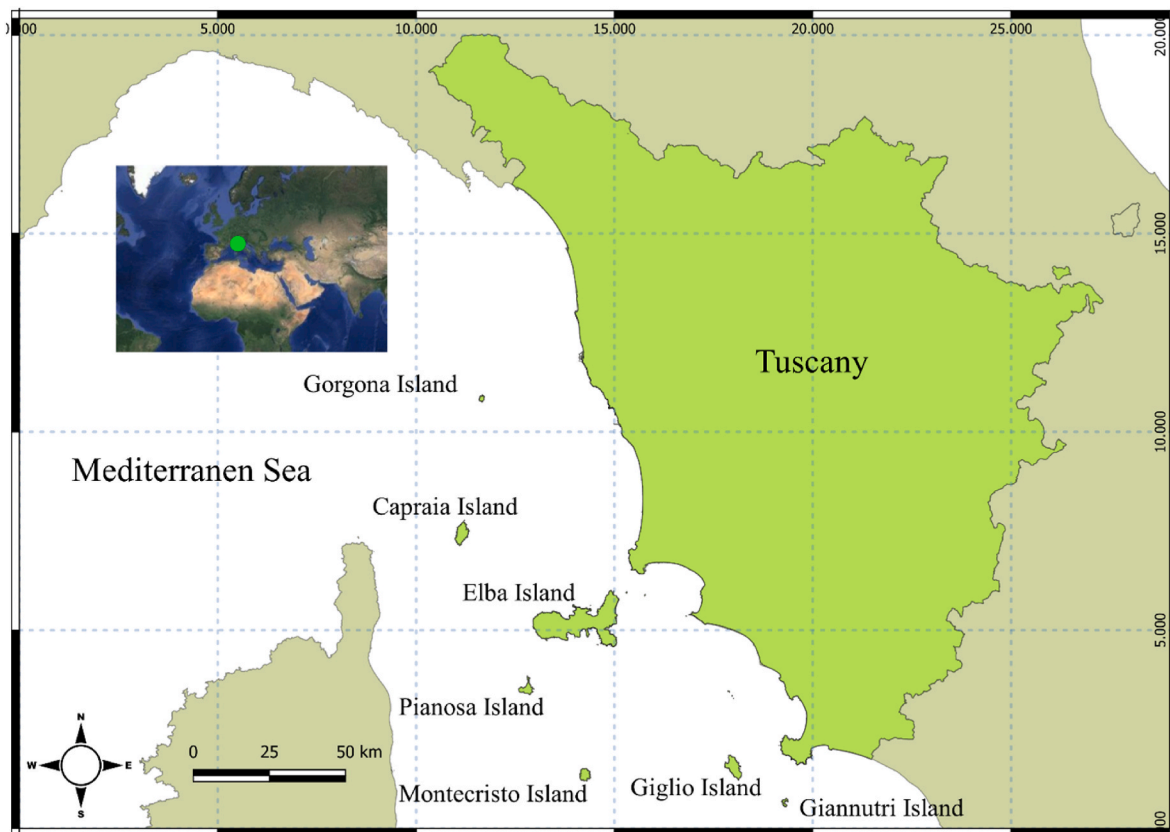 5.000 10.000 15.000 20.000 25.000
20.000
15.000
Tuscany
Gorgona Island
10.000
Mediterranen Sea
Capraia Island
Elba Island
5.000
Pianosa Island
N
W E
S
0 25 50 km
Montecristo Island
Giglio Island
Giannutri Island